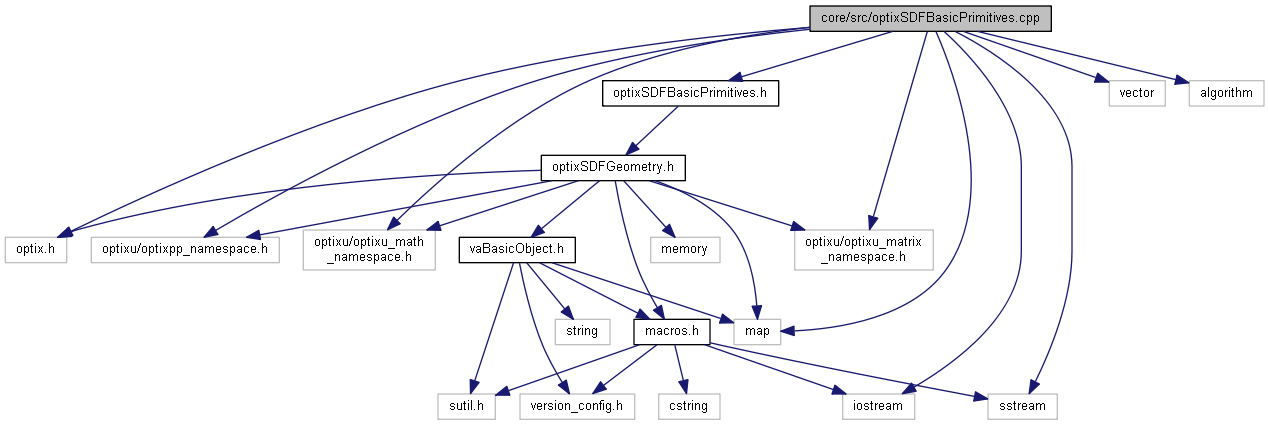 core/src/optixSDFBasicPrimitives.cpp
optixSDFBasicPrimitives.h
vector
algorithm
optixSDFGeometry.h
optix.h
optixu/optixpp_namespace.h
optixu/optixu_math
_namespace.h
vaBasicObject.h
memory
optixu/optixu_matrix
_namespace.h
string
macros.h
map
sutil.h
version_config.h
cstring
iostream
sstream